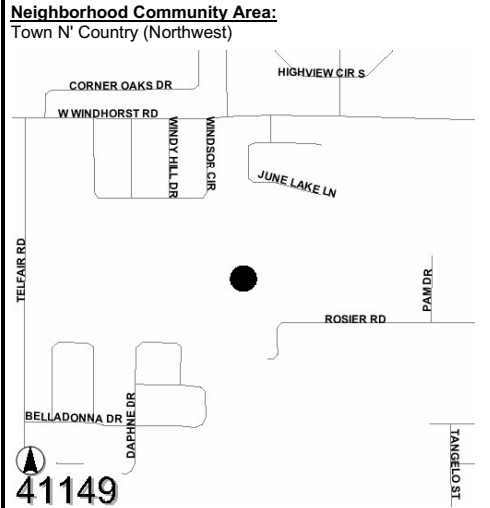 Neighborhood Community Area:
Town N' Country (Northwest)
HIGHVIEW CIR S
CORNER OAKS DR
W WINDHORST RD
WINDY HILL DR
WINDSOR CIR
JUNE LAKE LN
TELFAIR RD
PAM DR
ROSIER RD
BELLADONNA DR
DAPHNE DR
TANGELO ST
41149